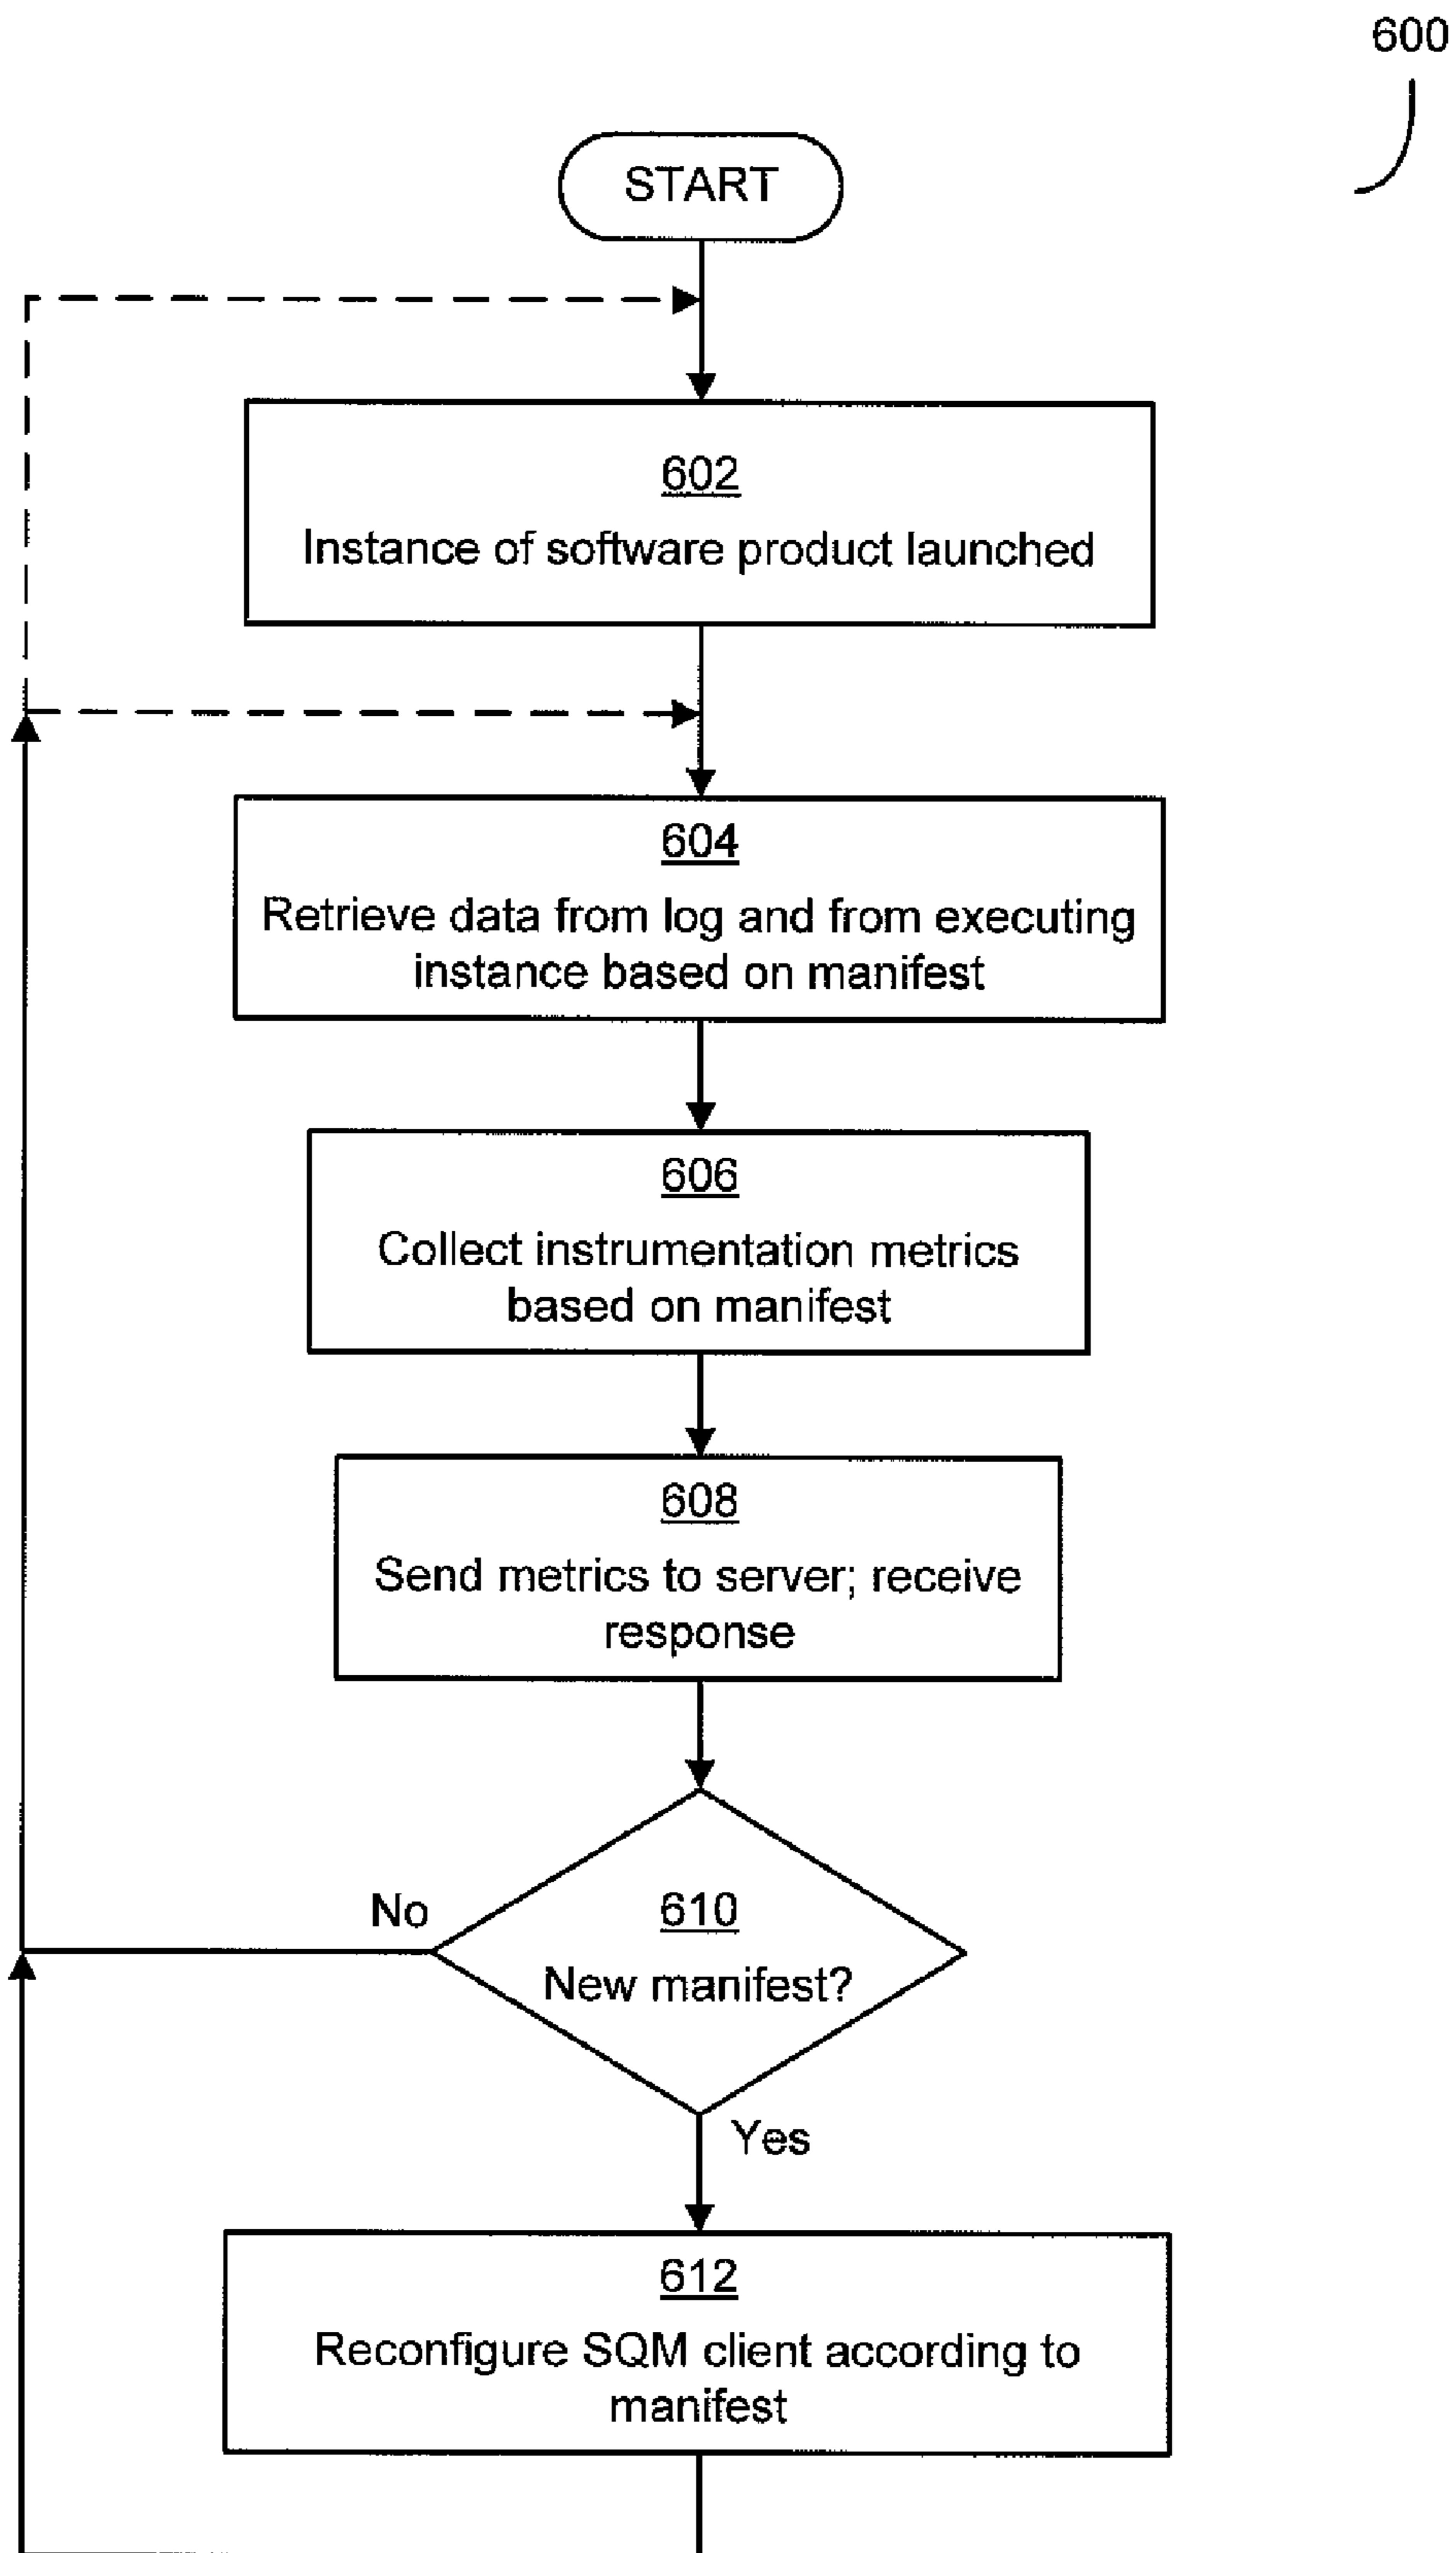 600
START
602
Instance of software product launched
604
Retrieve data from log and from executing
instance based on manifest
606
Collect instrumentation metrics
based on manifest
608
Send metrics to server; receive
response
No
610
New manifest?
Yes
612
Reconfigure SQM client according to
manifest